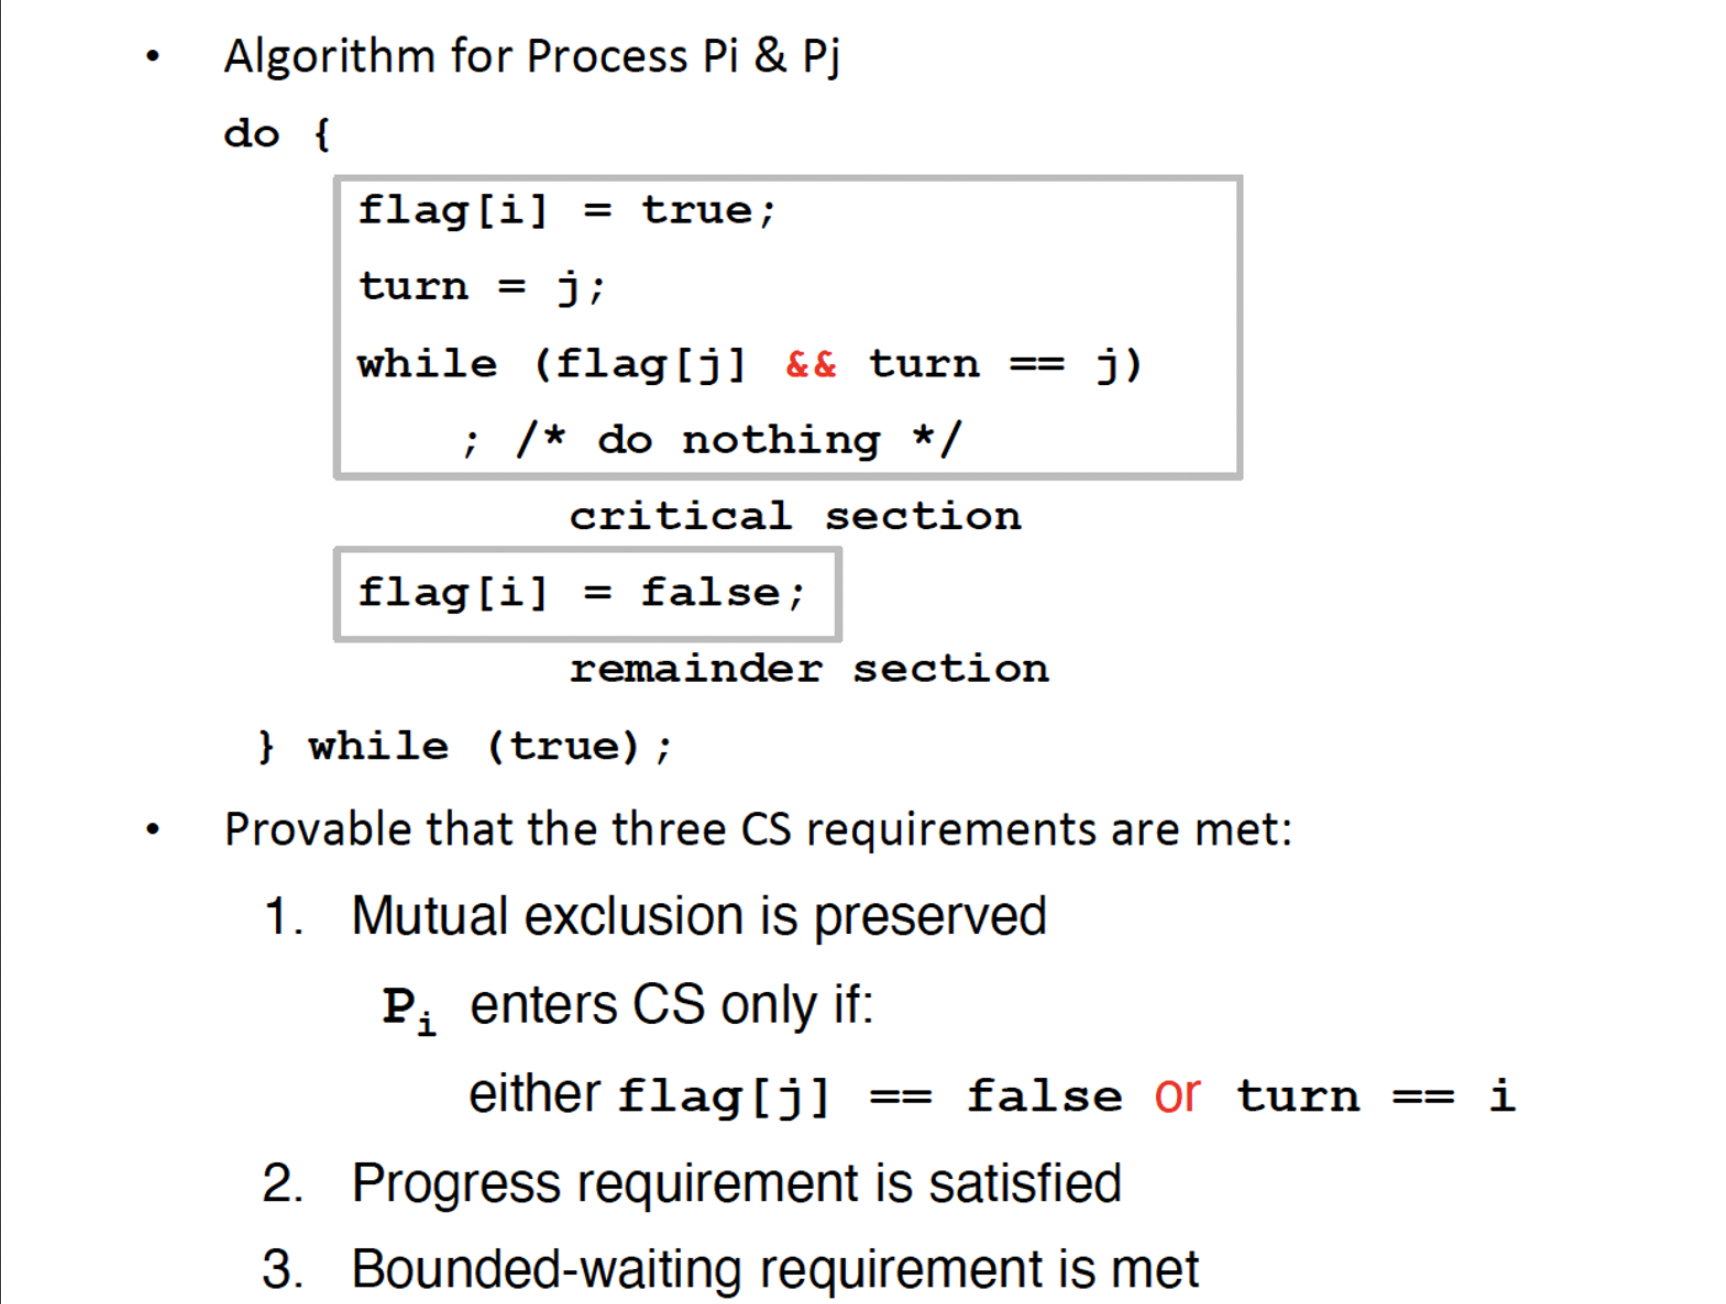 • Algorithm for Process Pi & Pj
do {
flag[i] = true;
turn = j;
while (flag[j] && turn == j)
; /* do nothing */
critical section
flag[i] = false;
remainder section
} while (true);
• Provable that the three CS requirements are met:
1. Mutual exclusion is preserved
Pi enters CS only if:
either flag[j] == false or turn == i
2. Progress requirement is satisfied
3. Bounded-waiting requirement is met